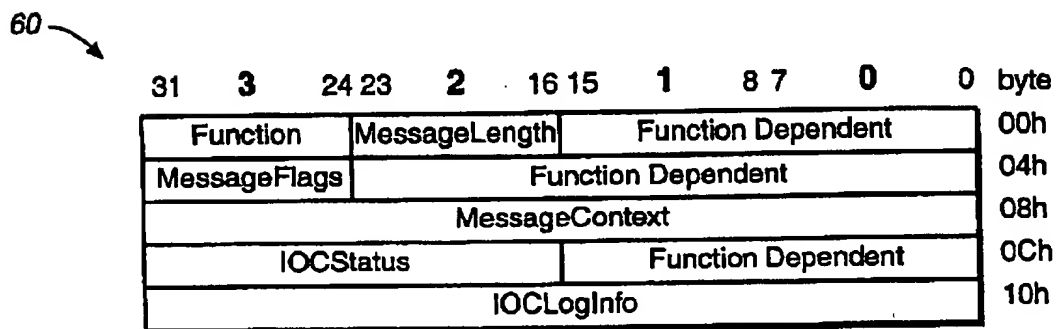 60
31 3 24 23 2 16 15 1 8 7 0 0 byte
Function MessageLength Function Dependent 00h
MessageFlags Function Dependent 04h
MessageContext 08h
IOCStatus Function Dependent 0Ch
IOCLogInfo 10h